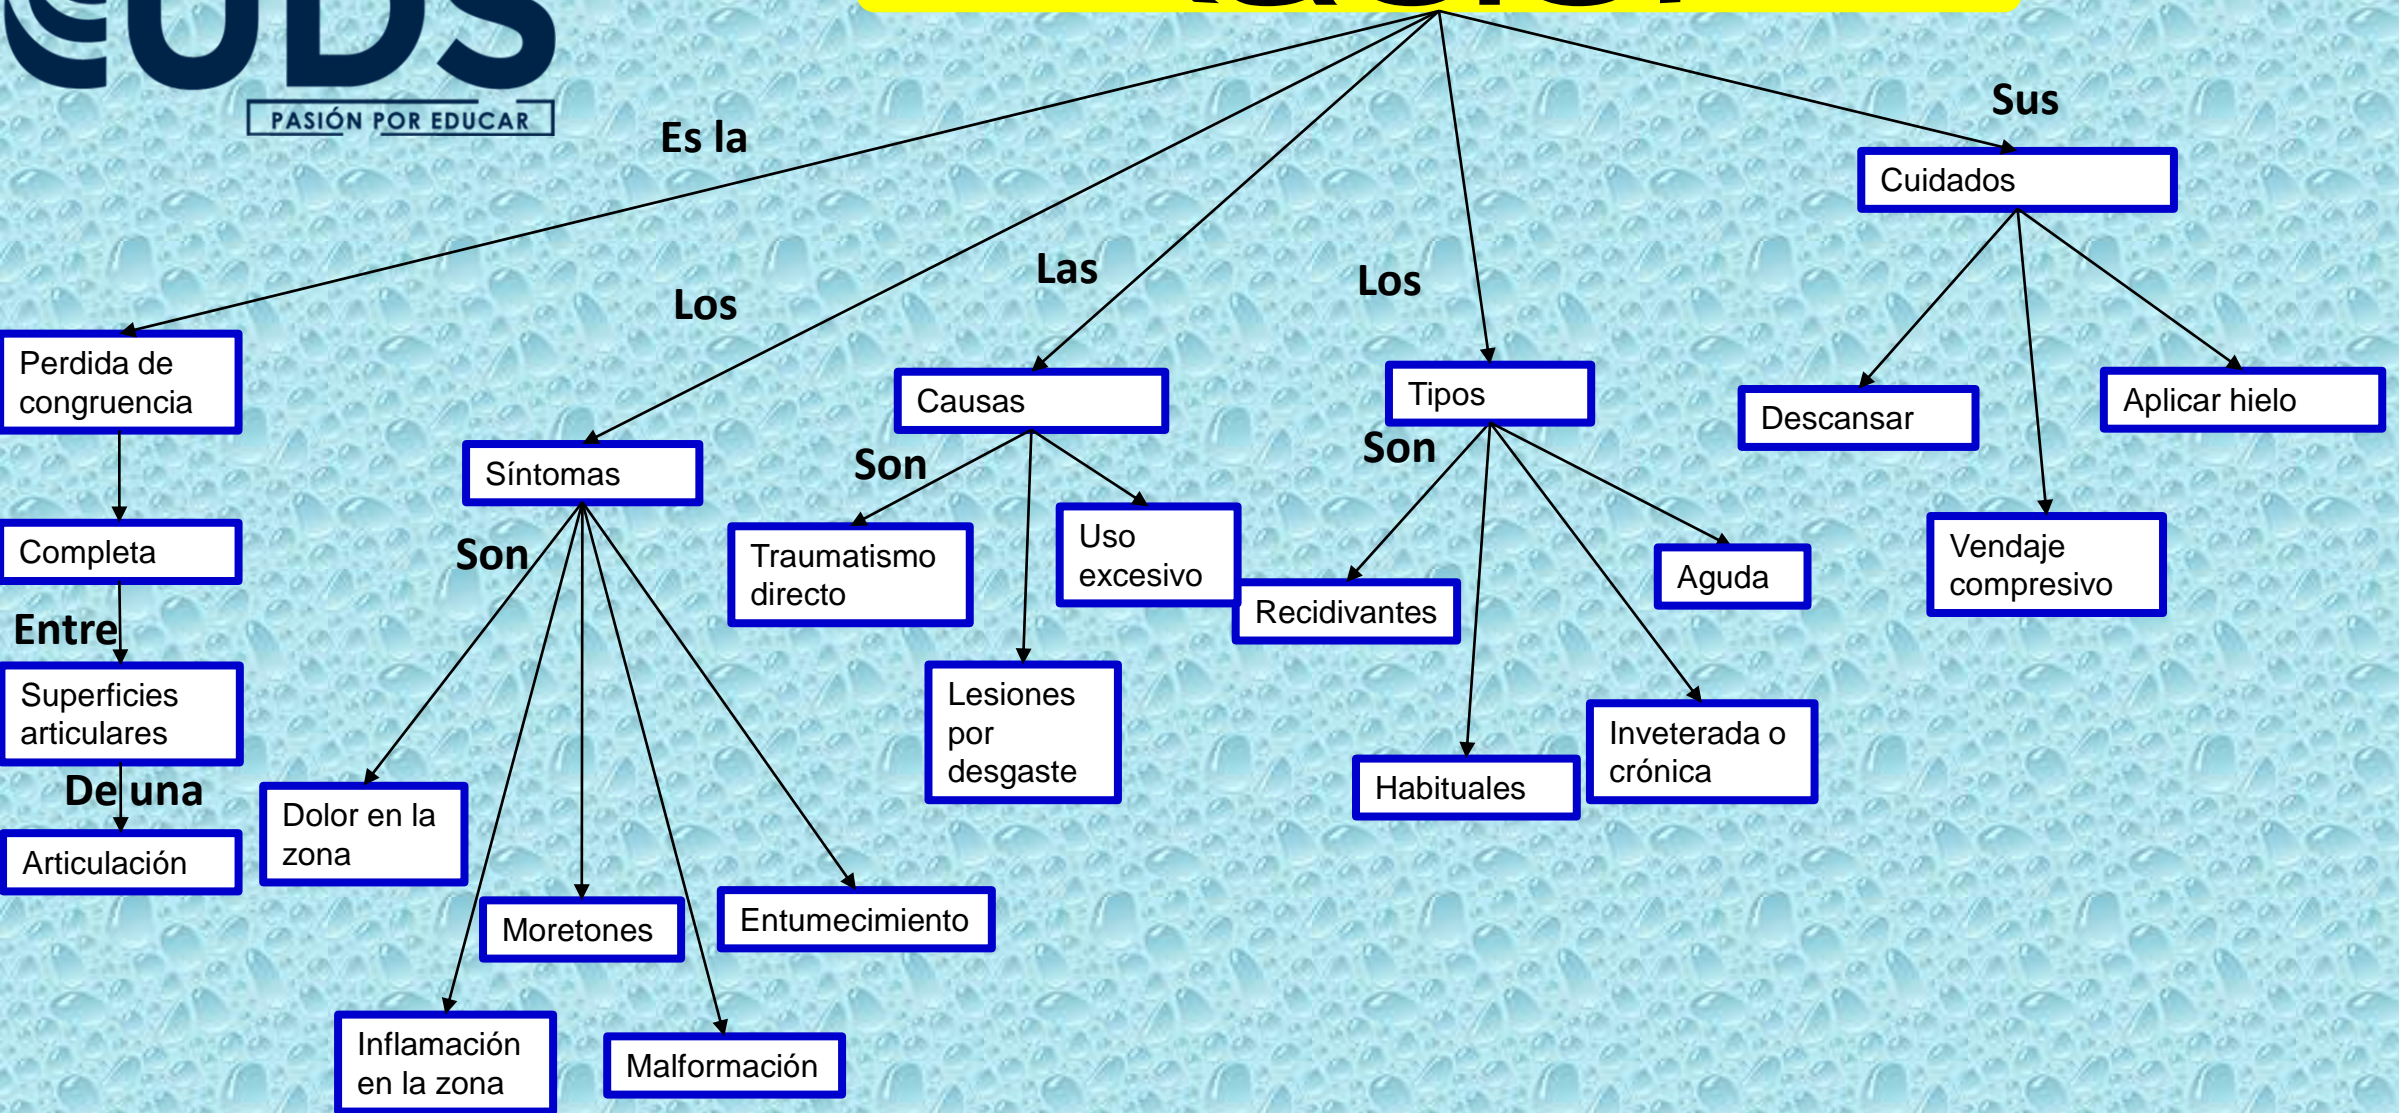 UDS
PASIÓN POR EDUCAR
Es la
Sus
Cuidados
Las
Los
Los
Perdida de
congruencia
Causas
Tipos
Descansar
Aplicar hielo
Síntomas
Son
Son
Completa
Son
Traumatismo
directo
Uso
excesivo
Recidivantes
Aguda
Vendaje
compresivo
Entre
Superficies
articulares
Lesiones
por
desgaste
Habituales
Inveterada o
crónica
De una
Articulación
Dolor en la
zona
Moretones
Entumecimiento
Inflamación
en la zona
Malformación